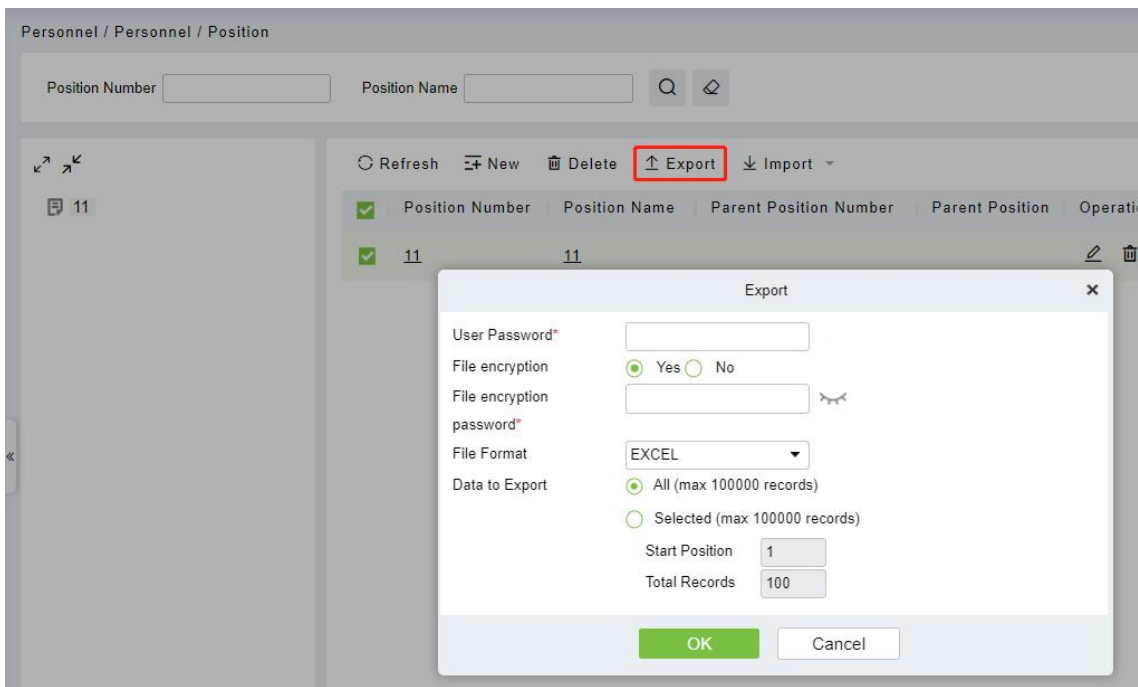 Personnel / Personnel / Position
Position Number Position Name
Refresh New Delete Export Import
11
Position Number Position Name Parent Position Number Parent Position Operati
11 11
Export
User Password*
File encryption Yes No
File encryption
password*
File Format EXCEL
Data to Export All (max 100000 records)
Selected (max 100000 records)
Start Position 1
Total Records 100
OK Cancel